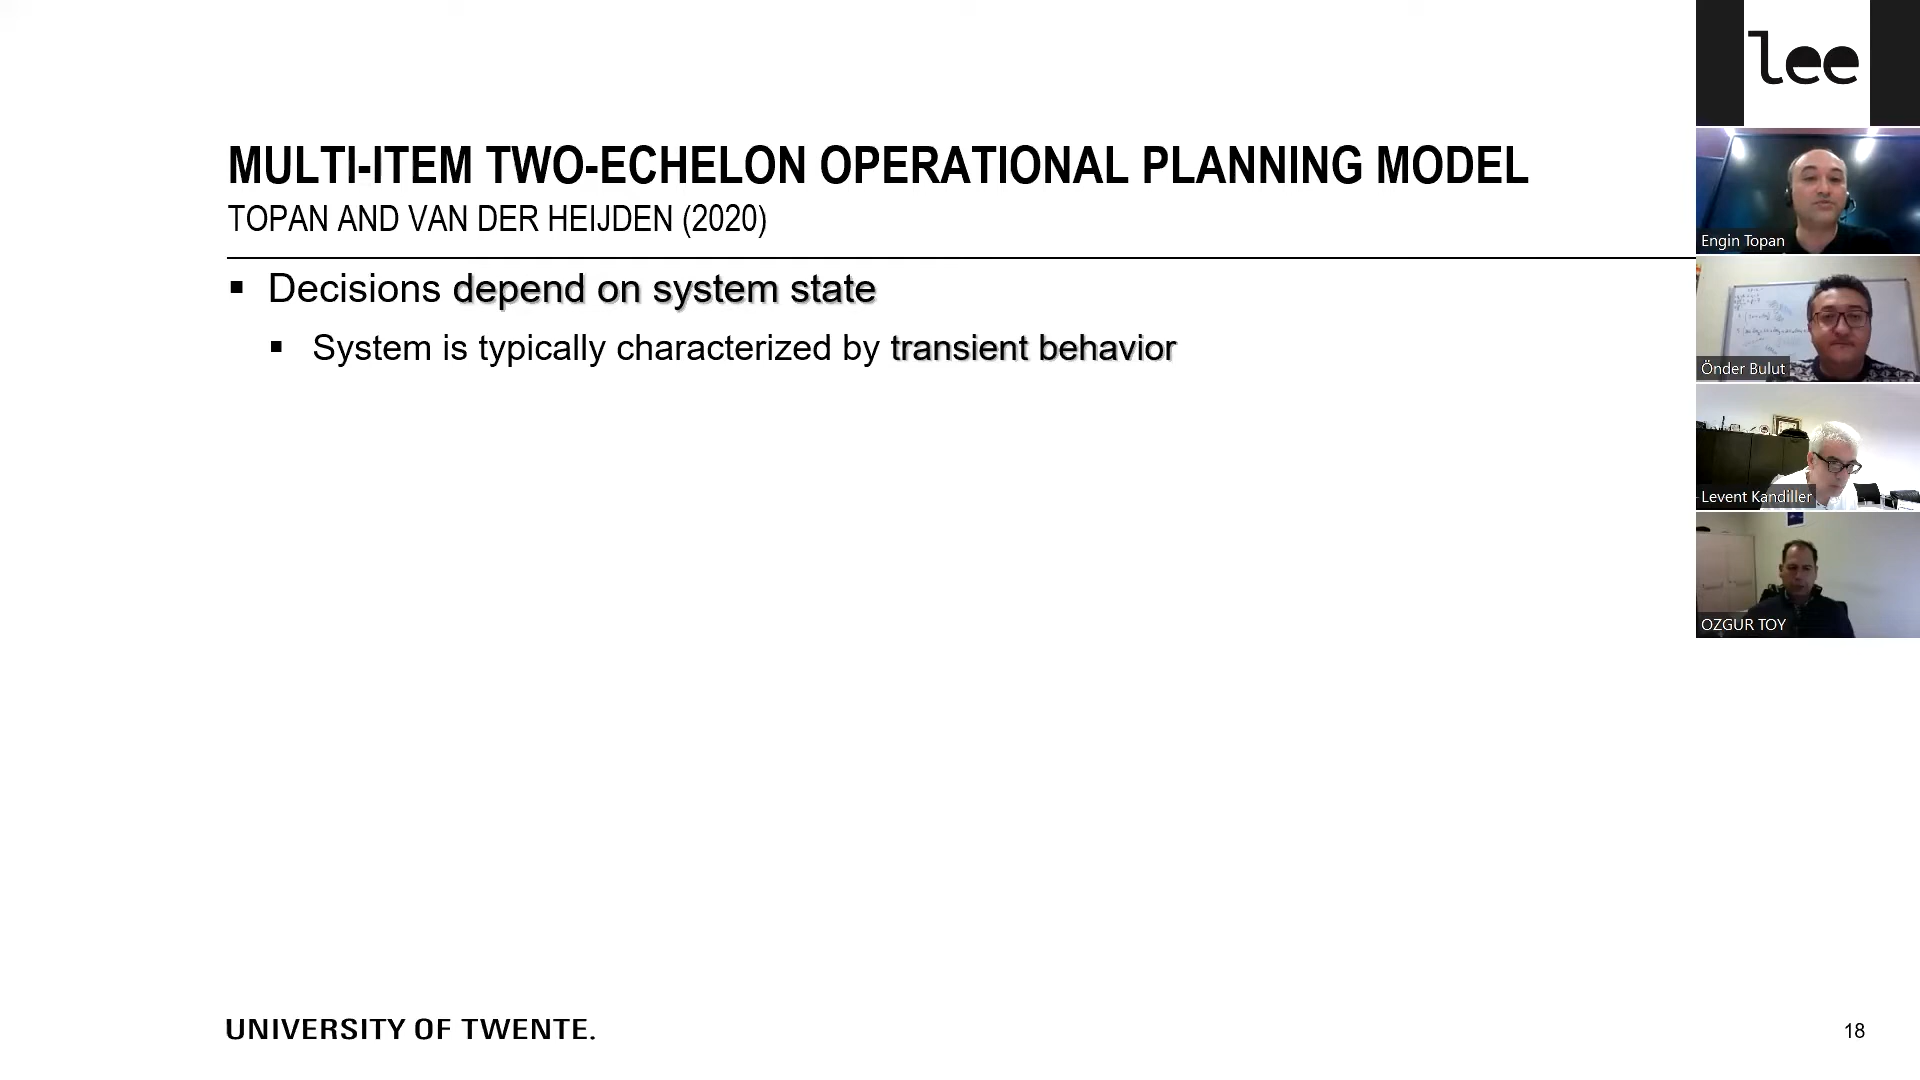 MULTI-ITEM TWO-ECHELON OPERATIONAL PLANNING MODEL
TOPAN AND VAN DER HEIJDEN (2020)
▪ Decisions depend on system state
▪ System is typically characterized by transient behavior
UNIVERSITY OF TWENTE.
18
lee
Engin Topan
Önder Bulut
Levent Kandiller
OZGUR TOY